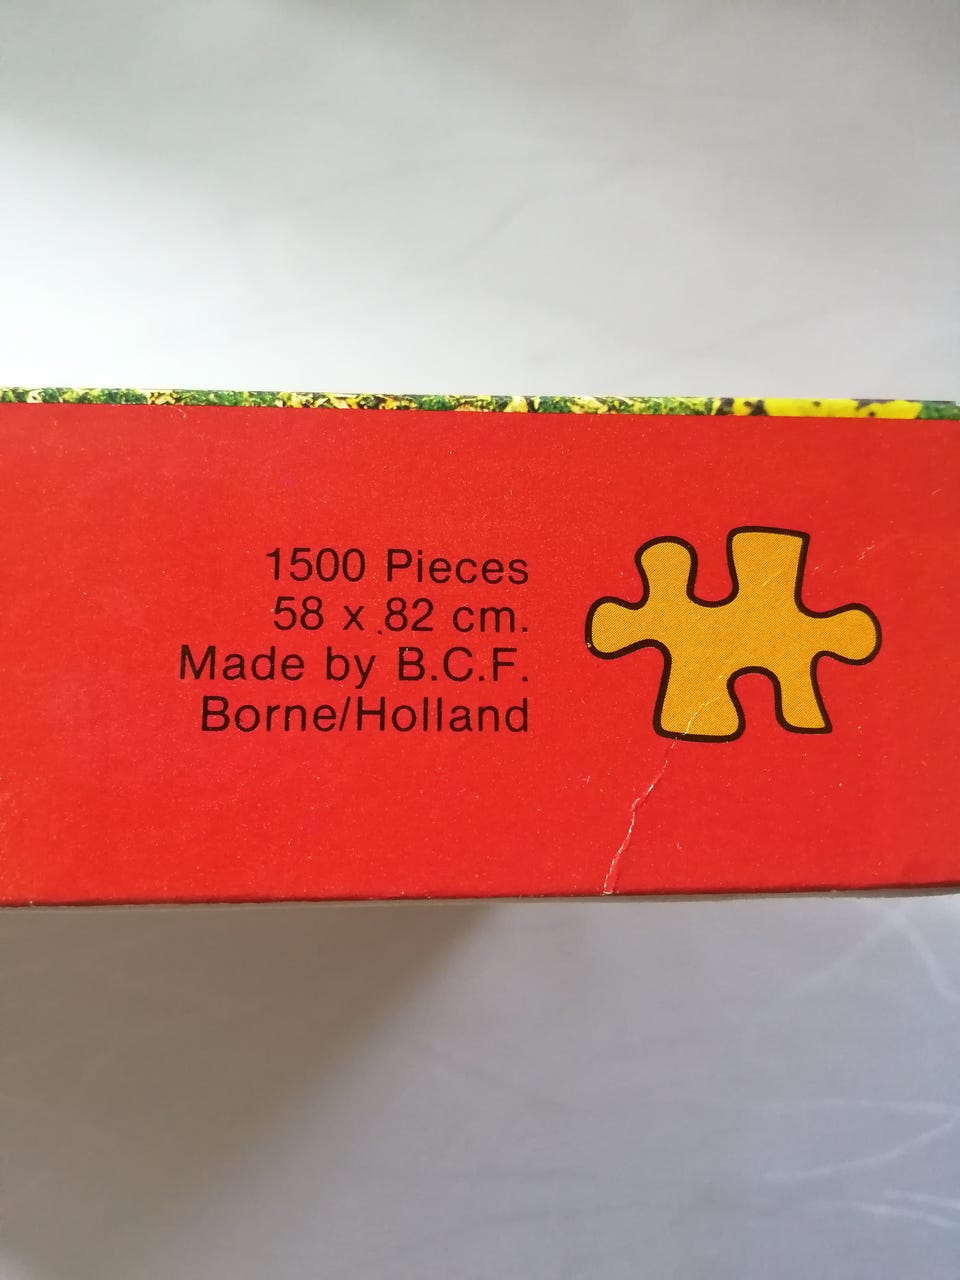 1500 Pieces
58 x 82 cm.
Made by B.C.F.
Borne/Holland